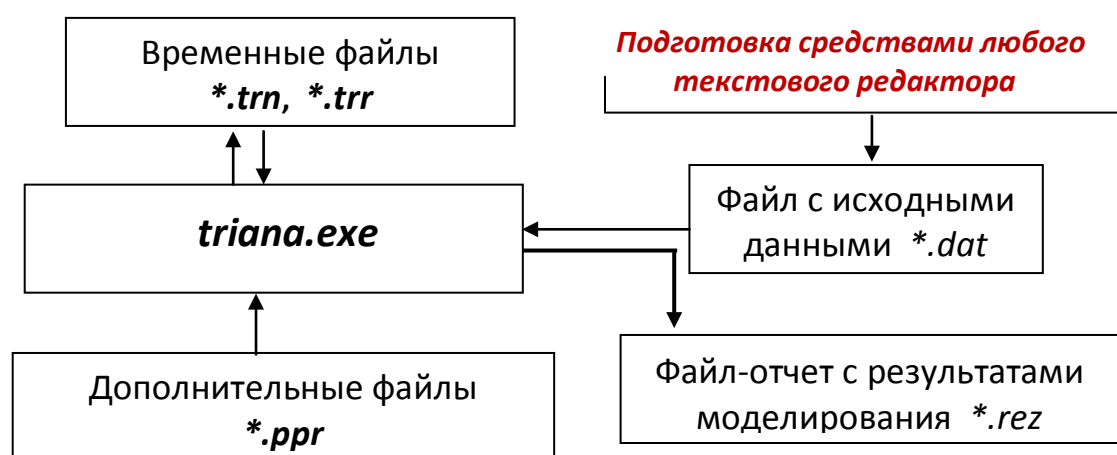 Временные файлы
*.trn, *.trr
Подготовка средствами любого
текстового редактора
triana.exe
Файл с исходными
данными *.dat
Дополнительные файлы
*.ppr
Файл-отчет с результатами
моделирования *.rez